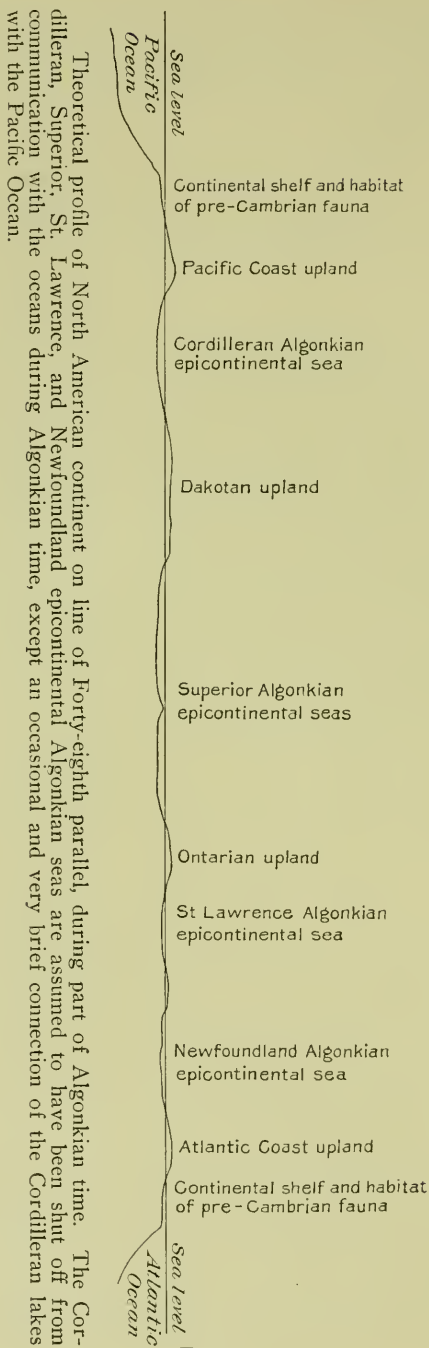 Sea level
Pacific
Ocean
Continental shelf and habitat
of pre-Cambrian fauna
Pacific Coast upland
Cordilleran Algonkian
epicontinental sea
Dakotan upland
Superior Algonkian
epicontinental seas
Ontarian upland
St Lawrence Algonkian
epicontinental sea
Newfoundland Algonkian
epicontinental sea
Atlantic Coast upland
Continental shelf and habitat
of pre-Cambrian fauna
Sea level
Atlantic
Ocean
Theoretical profile of North American continent on line of Forty-eighth parallel, during part of Algonkian time. The Cor-
dilleran, Superior, St. Lawrence, and Newfoundland epicontinental Algonkian seas are assumed to have been shut off from
communication with the oceans during Algonkian time, except an occasional and very brief connection of the Cordilleran lakes
with the Pacific Ocean.